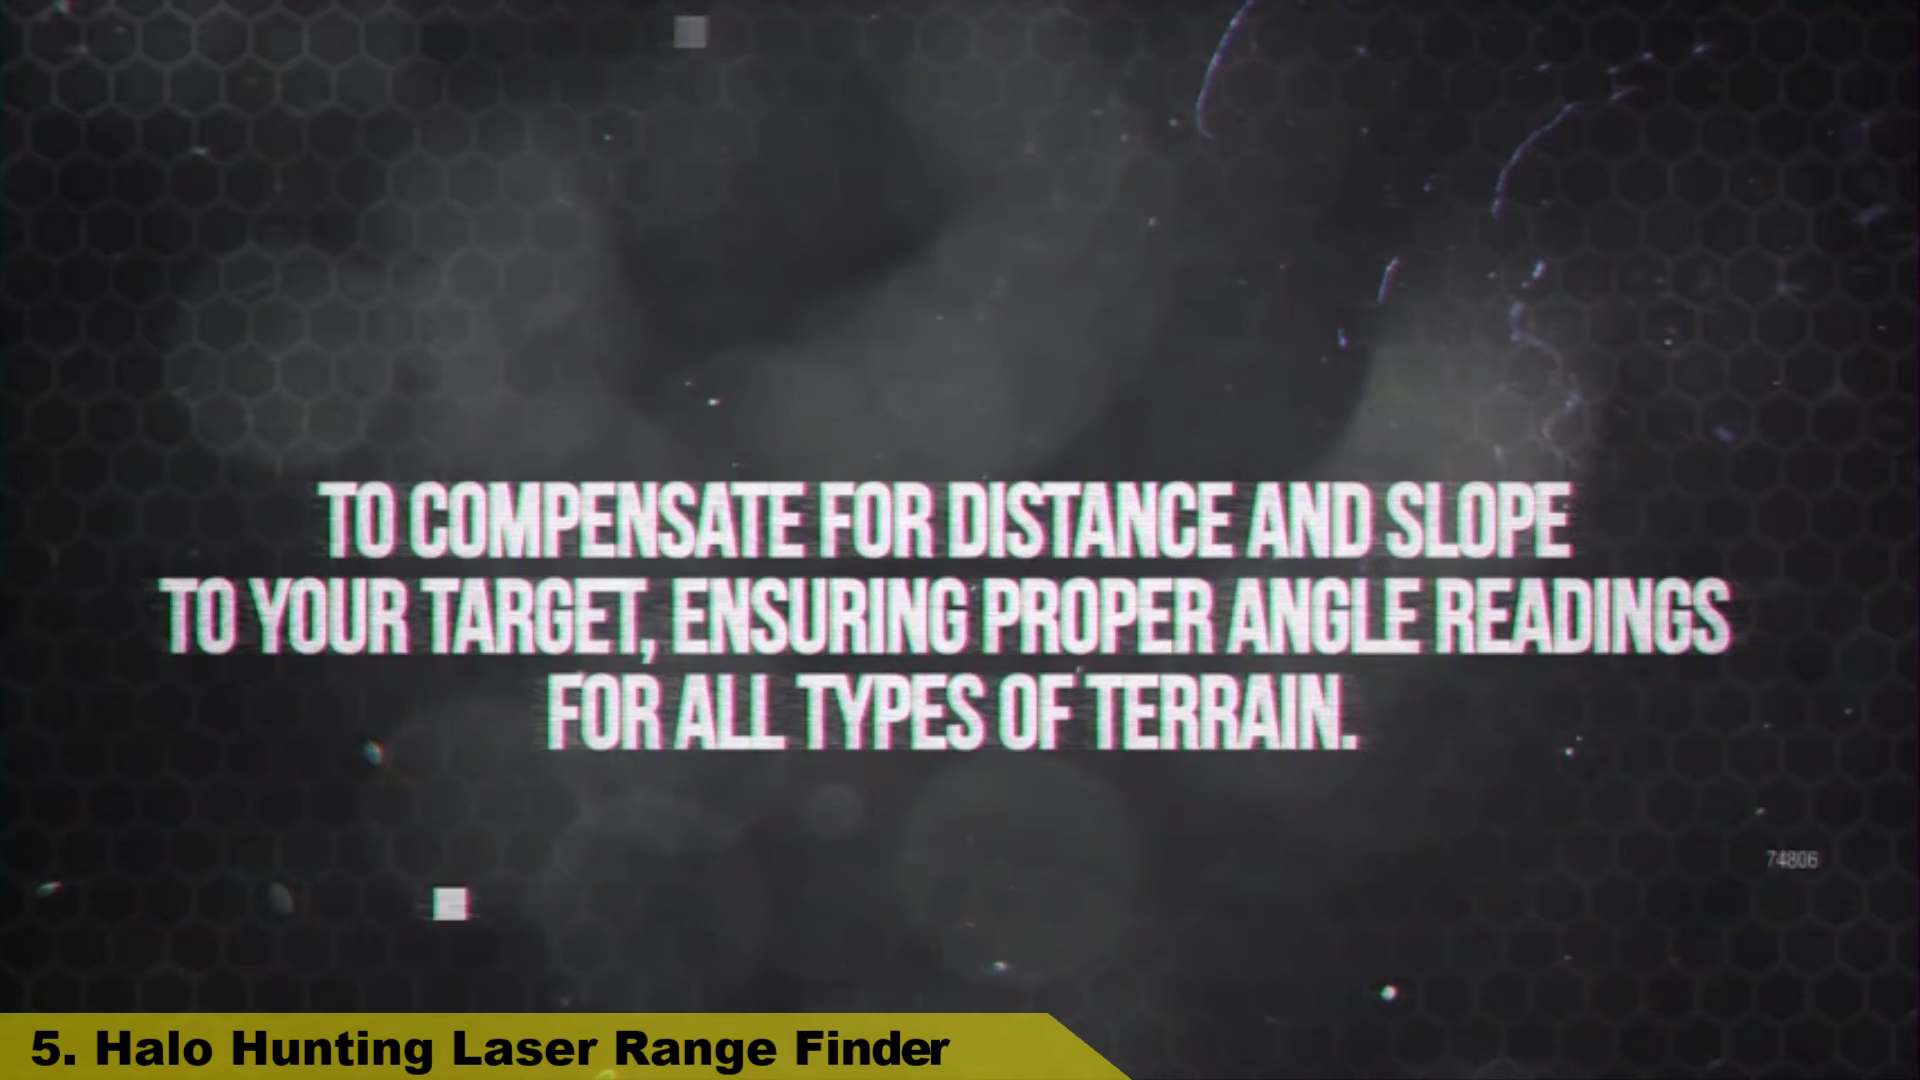 TO COMPENSATE FOR DISTANCE AND SLOPE
TO YOUR TARGET, ENSURING PROPER ANGLE READINGS
FOR ALL TYPES OF TERRAIN.
74806
5. Halo Hunting Laser Range Finder